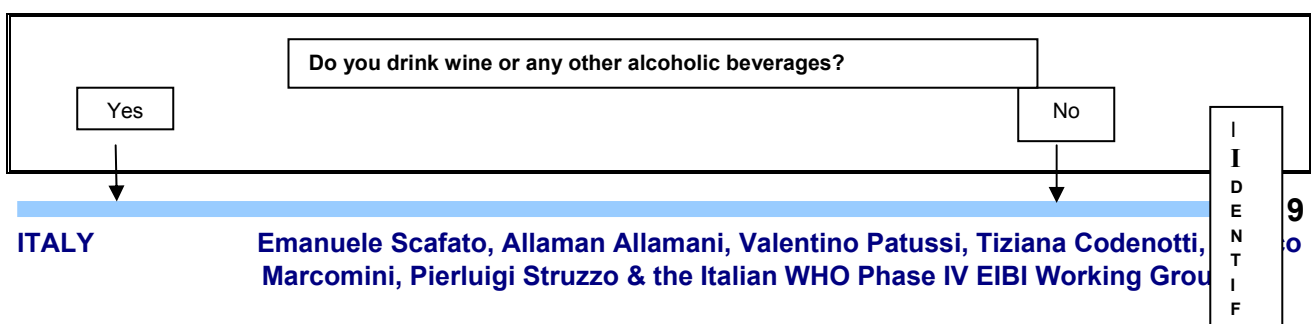 Do you drink wine or any other alcoholic beverages?
Yes
No
I
I
D
E
N
T
I
F
9
ITALY
Emanuele Scafato, Allaman Allamani, Valentino Patussi, Tiziana Codenotti,
Marcomini, Pierluigi Struzzo & the Italian WHO Phase IV EIBI Working